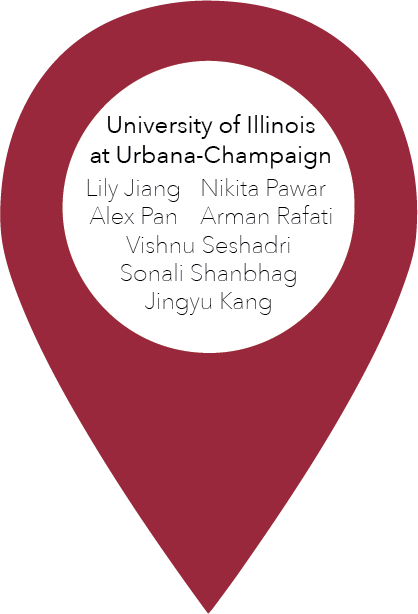 University of Illinois
at Urbana-Champaign
Lily Jiang Nikita Pawar
Alex Pan Arman Rafati
Vishnu Seshadri
Sonali Shanbhag
Jingyu Kang